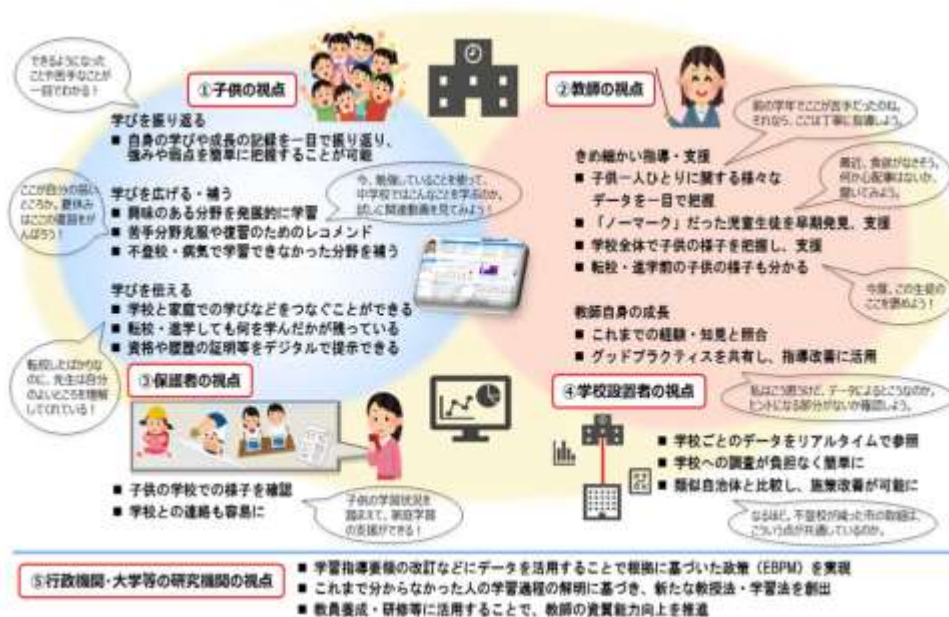 できるようになった
ことや苦手なことが
一目でわかる！
①子供の視点
学びを振り返る
■ 自身の学びや成長の記録を一目で振り返り、
強みや弱点を簡単に把握することが可能
ここが自分の弱い
ところか。夏休み
はここの復習をが
んばろう！
学びを広げる・補う
■ 興味のある分野を発展的に学習
■ 苦手分野克服や復習のためのレコメンド
■ 不登校・病気で学習できなかった分野を補う
今、勉強していることを使って、
中学校ではこんなことを学ぶのか。
試しに関連動画を見てみよう！
学びを伝える
■ 学校と家庭での学びなどをつなぐことができる
■ 転校・進学しても何を学んだかが残っている
■ 資格や履歴の証明等をデジタルで提示できる
転校したばかりな
のに、先生は自分
のよいところを理解
してくれている！
②教師の視点
前の学年でここが苦手だったのね。
それなら、ここは丁寧に指導しよう。
きめ細かい指導・支援
■ 子供一人ひとりに関する様々な
データを一目で把握
■ 「ノーマーク」だった児童生徒を早期発見、支援
■ 学校全体で子供の様子を把握し、支援
■ 転校・進学前の子供の様子も分かる
最近、食欲がなさそう。
何か心配事はないか、
聞いてみよう。
今度、この生徒の
ここを褒めよう！
教師自身の成長
■ これまでの経験・知見と照合
■ グッドプラクティスを共有し、指導改善に活用
私はこう思うけど、データによるとこうなのか。
ヒントになる部分がないか確認しよう。
③保護者の視点
■ 子供の学校での様子を確認
■ 学校との連絡も容易に
子供の学習状況を
踏まえて、家庭学習
の支援ができる！
④学校設置者の視点
■ 学校ごとのデータをリアルタイムで参照
■ 学校への調査が負担なく簡単に
■ 類似自治体と比較し、施策改善が可能に
なるほど、不登校が減った市の取組は、
こういう点が共通しているのか。
⑤行政機関・大学等の研究機関の視点
■ 学習指導要領の改訂などにデータを活用することで根拠に基づいた政策（EBPM）を実現
■ これまで分からなかった人の学習過程の解明に基づき、新たな教授法・学習法を創出
■ 教員養成・研修等に活用することで、教師の資質能力向上を推進